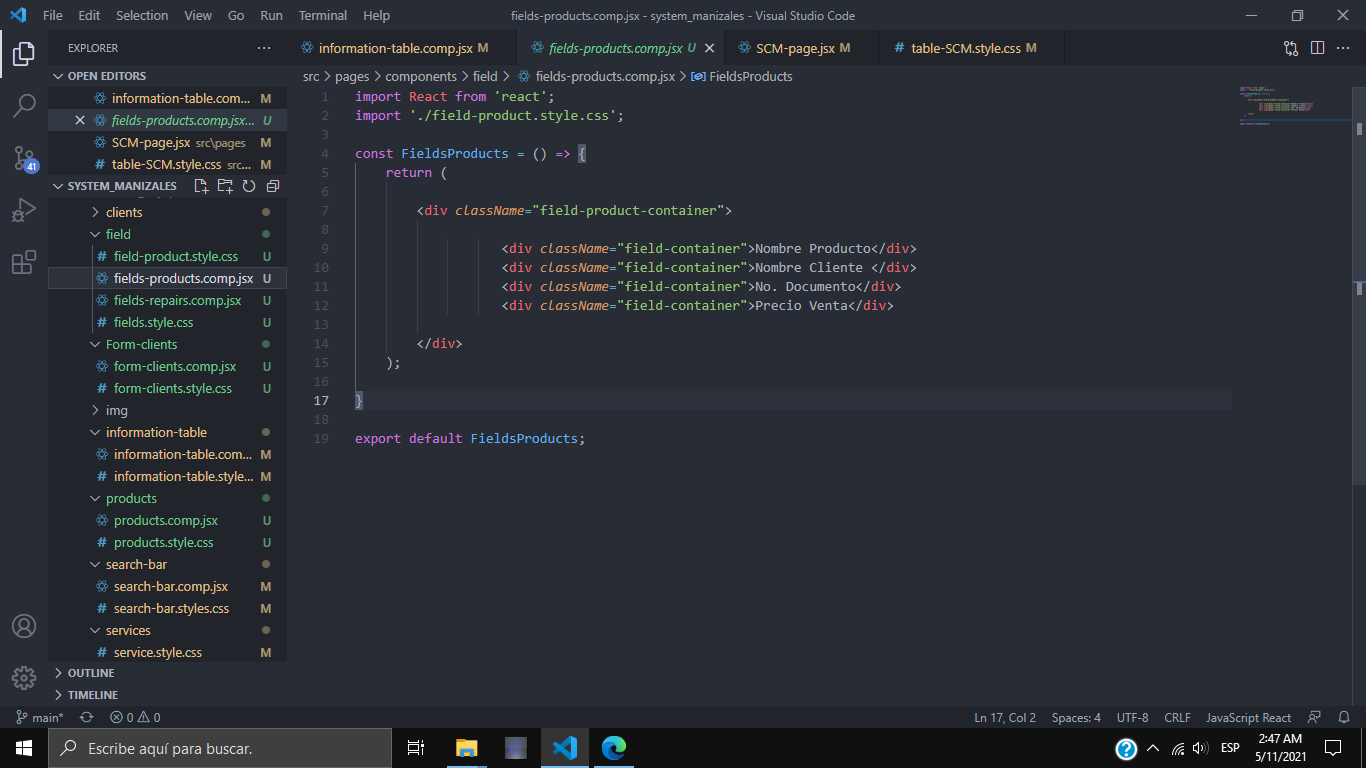 File Edit Selection View Go Run Terminal Help fields-products.comp.jsx - system_manizales - Visual Studio Code
EXPLORER
information-table.comp.jsx M fields-products.comp.jsx U SCM-page.jsx M table-SCM.style.css M
OPEN EDITORS
information-table.com... M
fields-products.comp.jsx... U
SCM-page.jsx src\pages M
table-SCM.style.css src... M
41
SYSTEM_MANIZALES
clients
field
field-product.style.css U
fields-products.comp.jsx U
fields-repairs.comp.jsx U
fields.style.css U
Form-clients
form-clients.comp.jsx U
form-clients.style.css U
img
information-table
information-table.com... M
information-table.style... M
products
products.comp.jsx U
products.style.css U
search-bar
search-bar.comp.jsx M
search-bar.styles.css M
services
service.style.css M
OUTLINE
TIMELINE
src > pages > components > field > fields-products.comp.jsx > FieldsProducts
1 import React from 'react';
2 import './field-product.style.css';
3
4 const FieldsProducts = () => {
5 return (
6
7 <div className="field-product-container">
8
9 <div className="field-container">Nombre Producto</div>
10 <div className="field-container">Nombre Cliente </div>
11 <div className="field-container">No. Documento</div>
12 <div className="field-container">Precio Venta</div>
13
14 </div>
15 );
16
17 }
18
19 export default FieldsProducts;
main* 0 0 Ln 17, Col 2 Spaces: 4 UTF-8 CRLF JavaScript React
Escribe aquí para buscar.
ESP
2:47 AM
5/11/2021